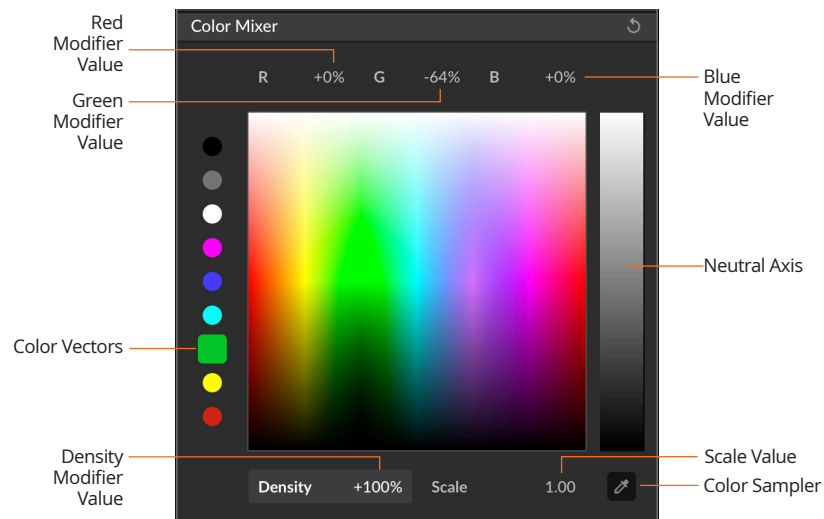 Red
Modifier
Value
Color Mixer
R +0% G -64% B +0%
Green
Modifier
Value
Blue
Modifier
Value
Neutral Axis
Color Vectors
Density
Modifier
Value
Density +100% Scale 1.00
Scale Value
Color Sampler